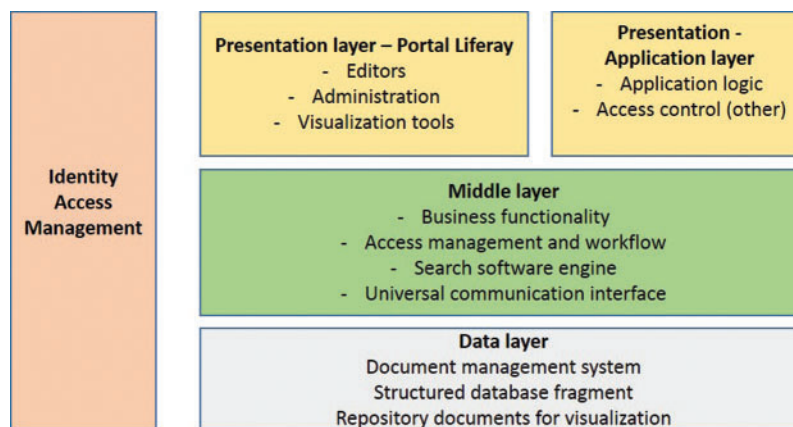 Identity
Access
Management
Presentation layer – Portal Liferay
- Editors
- Administration
- Visualization tools
Presentation -
Application layer
- Application logic
- Access control (other)
Middle layer
- Business functionality
- Access management and workflow
- Search software engine
- Universal communication interface
Data layer
Document management system
Structured database fragment
Repository documents for visualization